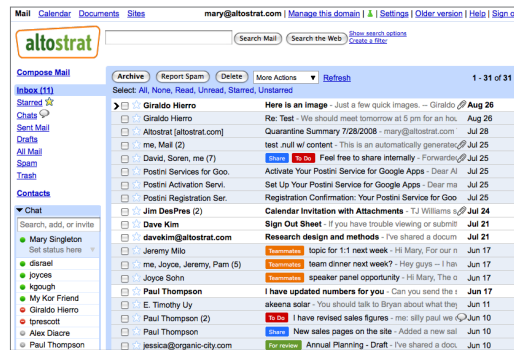 Mail Calendar Documents Sites mary@altostrat.com | Manage this domain | Settings | Older version | Help | Sign
altostrat Search Mail Search the Web Show search options
Create a filter
Compose Mail
Inbox (11)
Starred
Chats
Sent Mail
Drafts
All Mail
Spam
Trash
Contacts
Chat
Search, add, or invite
Mary Singleton
Set status here
disrael
joyces
kgough
My Kor Friend
Giraldo Hierro
tprescott
Alex Diacre
Paul Thompson
Archive Report Spam Delete More Actions Refresh 1 - 31 of 31
Select: All, None, Read, Unread, Starred, Unstarred
Giraldo Hierro Here is an image - Just a few quick images. -- Giraldo Aug 26
Giraldo Hierro Re: Test - We should meet tomorrow at 5 pm for an hou Aug 26
Altostrat [altostrat.com] Quarantine Summary 7/28/2008 - mary@altostrat.com Jul 28
me, Mail (2) test .null w/ content - This is an automatically generated Jul 28
David, Soren, me (7) Share To Do Feel free to share internally - Forwarded Jul 25
Postini Services for Goo. Activate Your Postini Service for Google Apps - Dear Al Jul 25
Postini Activation Servi. Set Up Your Postini Service for Google Apps - Dear ma Jul 25
Postini Registration Ser. Registration Confirmation: Your Postini Service for Goo Jul 25
Jim DesPres (2) Calendar Invitation with Attachments - TJ Williams s Jul 24
Dave Kim Sign Out Sheet - If you have trouble viewing or submitt Jul 21
davekim@altostrat.com Research design and methods - I've shared a docum Jul 21
Jeremy Milo Teammates topic for 1:1 next week - Hi Mary, For our n Jun 17
me, Joyce, Jeremy, Pam (5) Teammates team dinner next week? - Hey guys -- I hav Jun 17
Joyce Sohn Teammates speaker panel opportunity - Hi Mary, The o Jun 17
Paul Thompson I have updated numbers for you - Can you send the r Jun 17
E. Timothy Uy akeena solar - You should talk to Bryan about what they Jun 11
Paul Thompson (2) To Do I have revised sales figures - me: silly paul we Jun 10
Paul Thompson Share New sales pages on the site - Added a new sal Jun 10
jessica@organic-city.com For review Annual Planning - Draft - I've shared a docu Jun 10